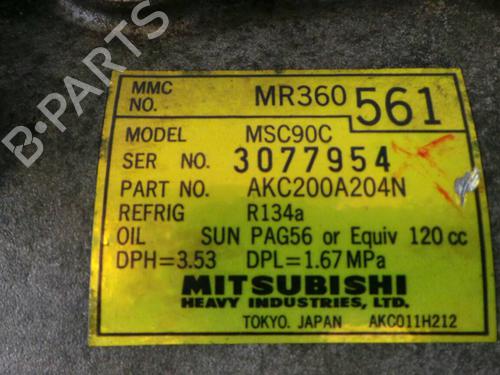 MMC NO. MR360 561
MODEL MSC90C
SER NO. 3077954
PART NO. AKC200A204N
REFRIG R134a
OIL SUN PAG56 or Equiv 120 cc
DPH=3.53 DPL=1.67 MPa
MITSUBISHI
HEAVY INDUSTRIES, LTD.
TOKYO. JAPAN AKC011H212
B-PARTS